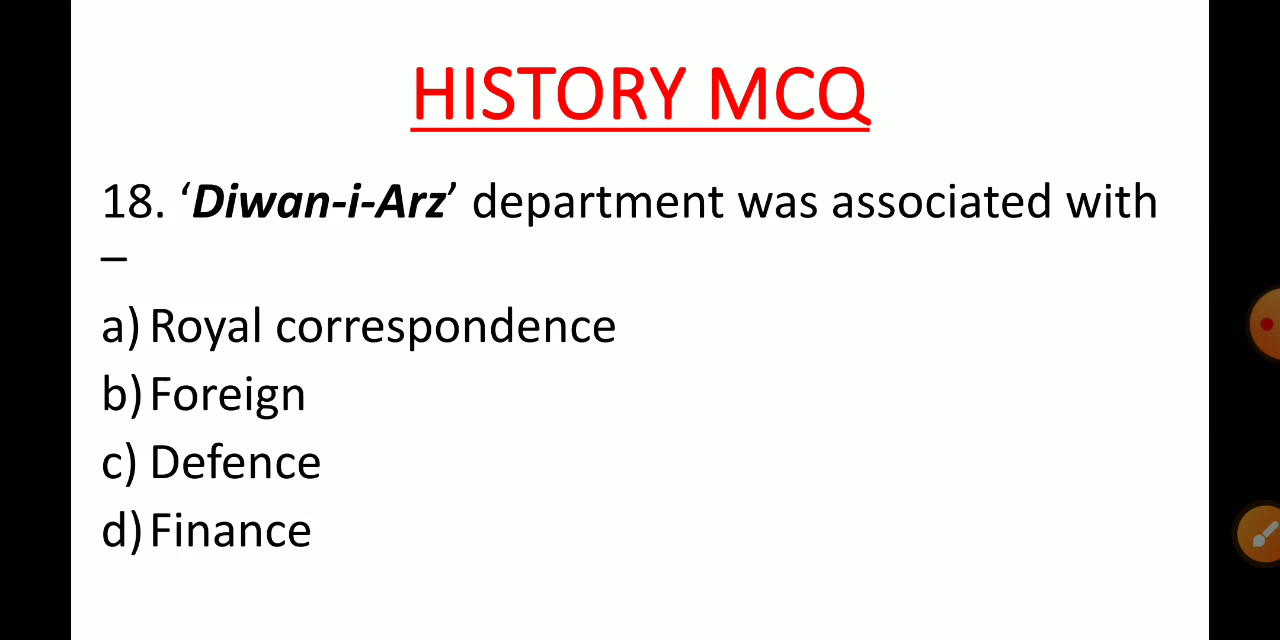 HISTORY MCQ
18. ‘Diwan-i-Arz’ department was associated with
–
a) Royal correspondence
b) Foreign
c) Defence
d) Finance